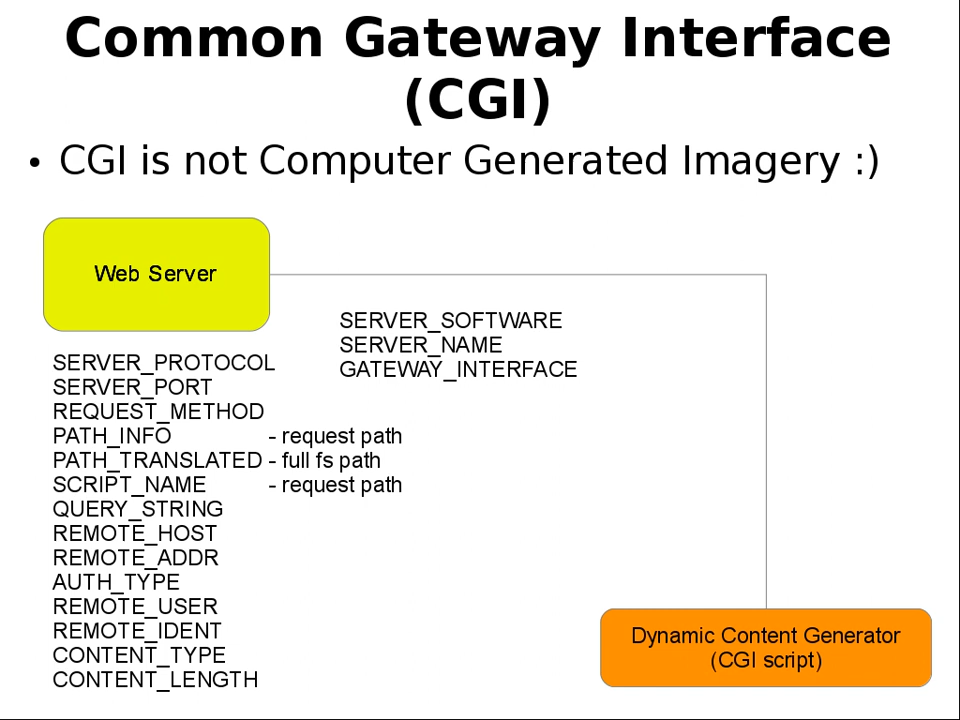 Common Gateway Interface
(CGI)
• CGI is not Computer Generated Imagery :)
Web Server
SERVER_SOFTWARE
SERVER_NAME
GATEWAY_INTERFACE
SERVER_PROTOCOL
SERVER_PORT
REQUEST_METHOD
PATH_INFO - request path
PATH_TRANSLATED - full fs path
SCRIPT_NAME - request path
QUERY_STRING
REMOTE_HOST
REMOTE_ADDR
AUTH_TYPE
REMOTE_USER
REMOTE_IDENT
CONTENT_TYPE
CONTENT_LENGTH
Dynamic Content Generator
(CGI script)